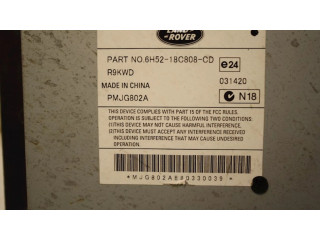 LAND
ROVER
PART NO.6H52-18C808-CD
e24
R9KWD
031420
MADE IN CHINA
PMJG802A
N18
THIS DEVICE COMPLIES WITH PART 15 OF THE FCC RULES
OPERATION IS SUBJECT TO THE FOLLOWING TWO CONDITIONS:
(1)THIS DEVICE MAY NOT CAUSE HARMFUL INTERFERENCE, AND
(2)THIS DEVICE MUST ACCEPT ANY INTERFERENCE RECEIVED
INCLUDING INTERFERENCE THAT MAY CAUSE UNDESIRED
OPERATION.